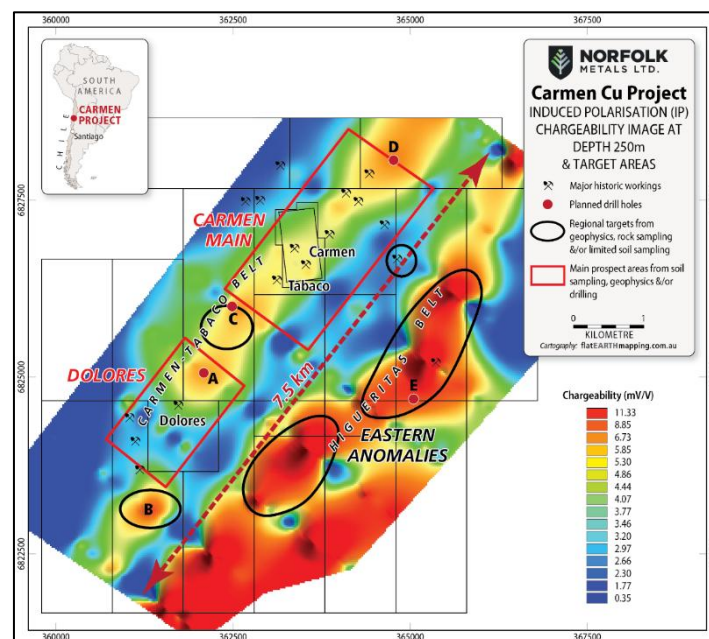 360000
362500
365000
367500
SOUTH
AMERICA
CARMEN
PROJECT
Santiago
CHILE
NORFOLK
METALS LTD.
Carmen Cu Project
INDUCED POLARISATION (IP)
CHARGEABILITY IMAGE AT
DEPTH 250m
& TARGET AREAS
Major historic workings
Planned drill holes
Regional targets from
geophysics, rock sampling
&/or limited soil sampling
Main prospect areas from soil
sampling, geophysics &/or
drilling
0 1
KILOMETRE
Cartography: flatEARTHmapping.com.au
6827500
6825000
6822500
D
CARMEN
MAIN
Carmen
Tabaco
CARMEN-TABACO BELT
C
DOLORES
A
Dolores
B
7.5 km
HIGUERITAS BELT
E
EASTERN
ANOMALIES
Chargeability (mV/V)
11.33
8.85
6.73
5.85
5.30
4.86
4.44
4.07
3.77
3.46
3.20
2.97
2.66
2.30
1.77
0.35
360000
362500
365000
367500